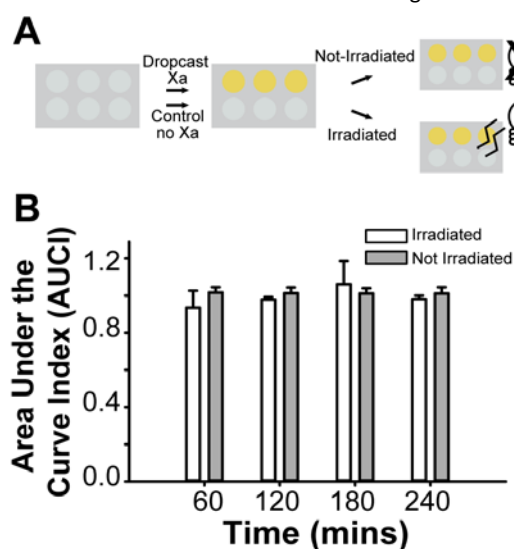 A
Dropcast
Xa
Control
no Xa
Not-Irradiated
Irradiated
B
Irradiated
Not Irradiated
Area Under the
Curve Index (AUCI)
1.2
0.8
0.4
0.0
60 120 180 240
Time (mins)